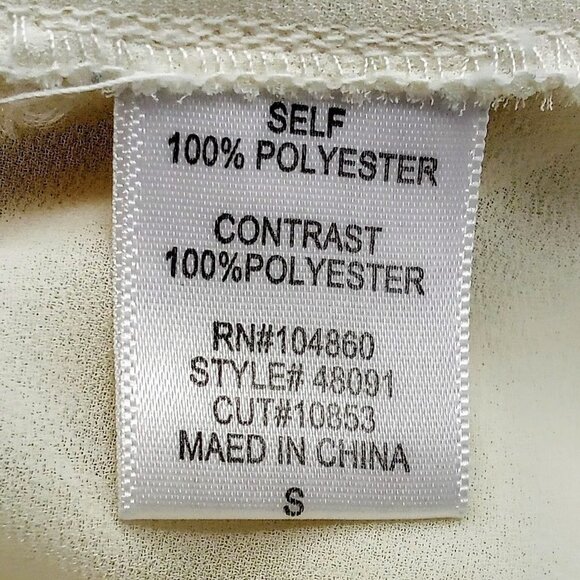 SELF
100% POLYESTER
CONTRAST
100%POLYESTER
RN#104860
STYLE# 48091
CUT#10853
MAED IN CHINA
S